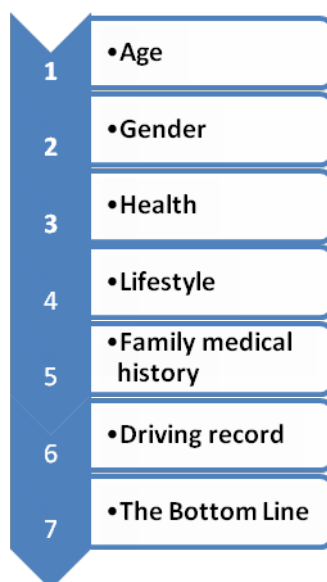 1
•Age
2
•Gender
3
•Health
4
•Lifestyle
5
•Family medical
history
6
•Driving record
7
•The Bottom Line